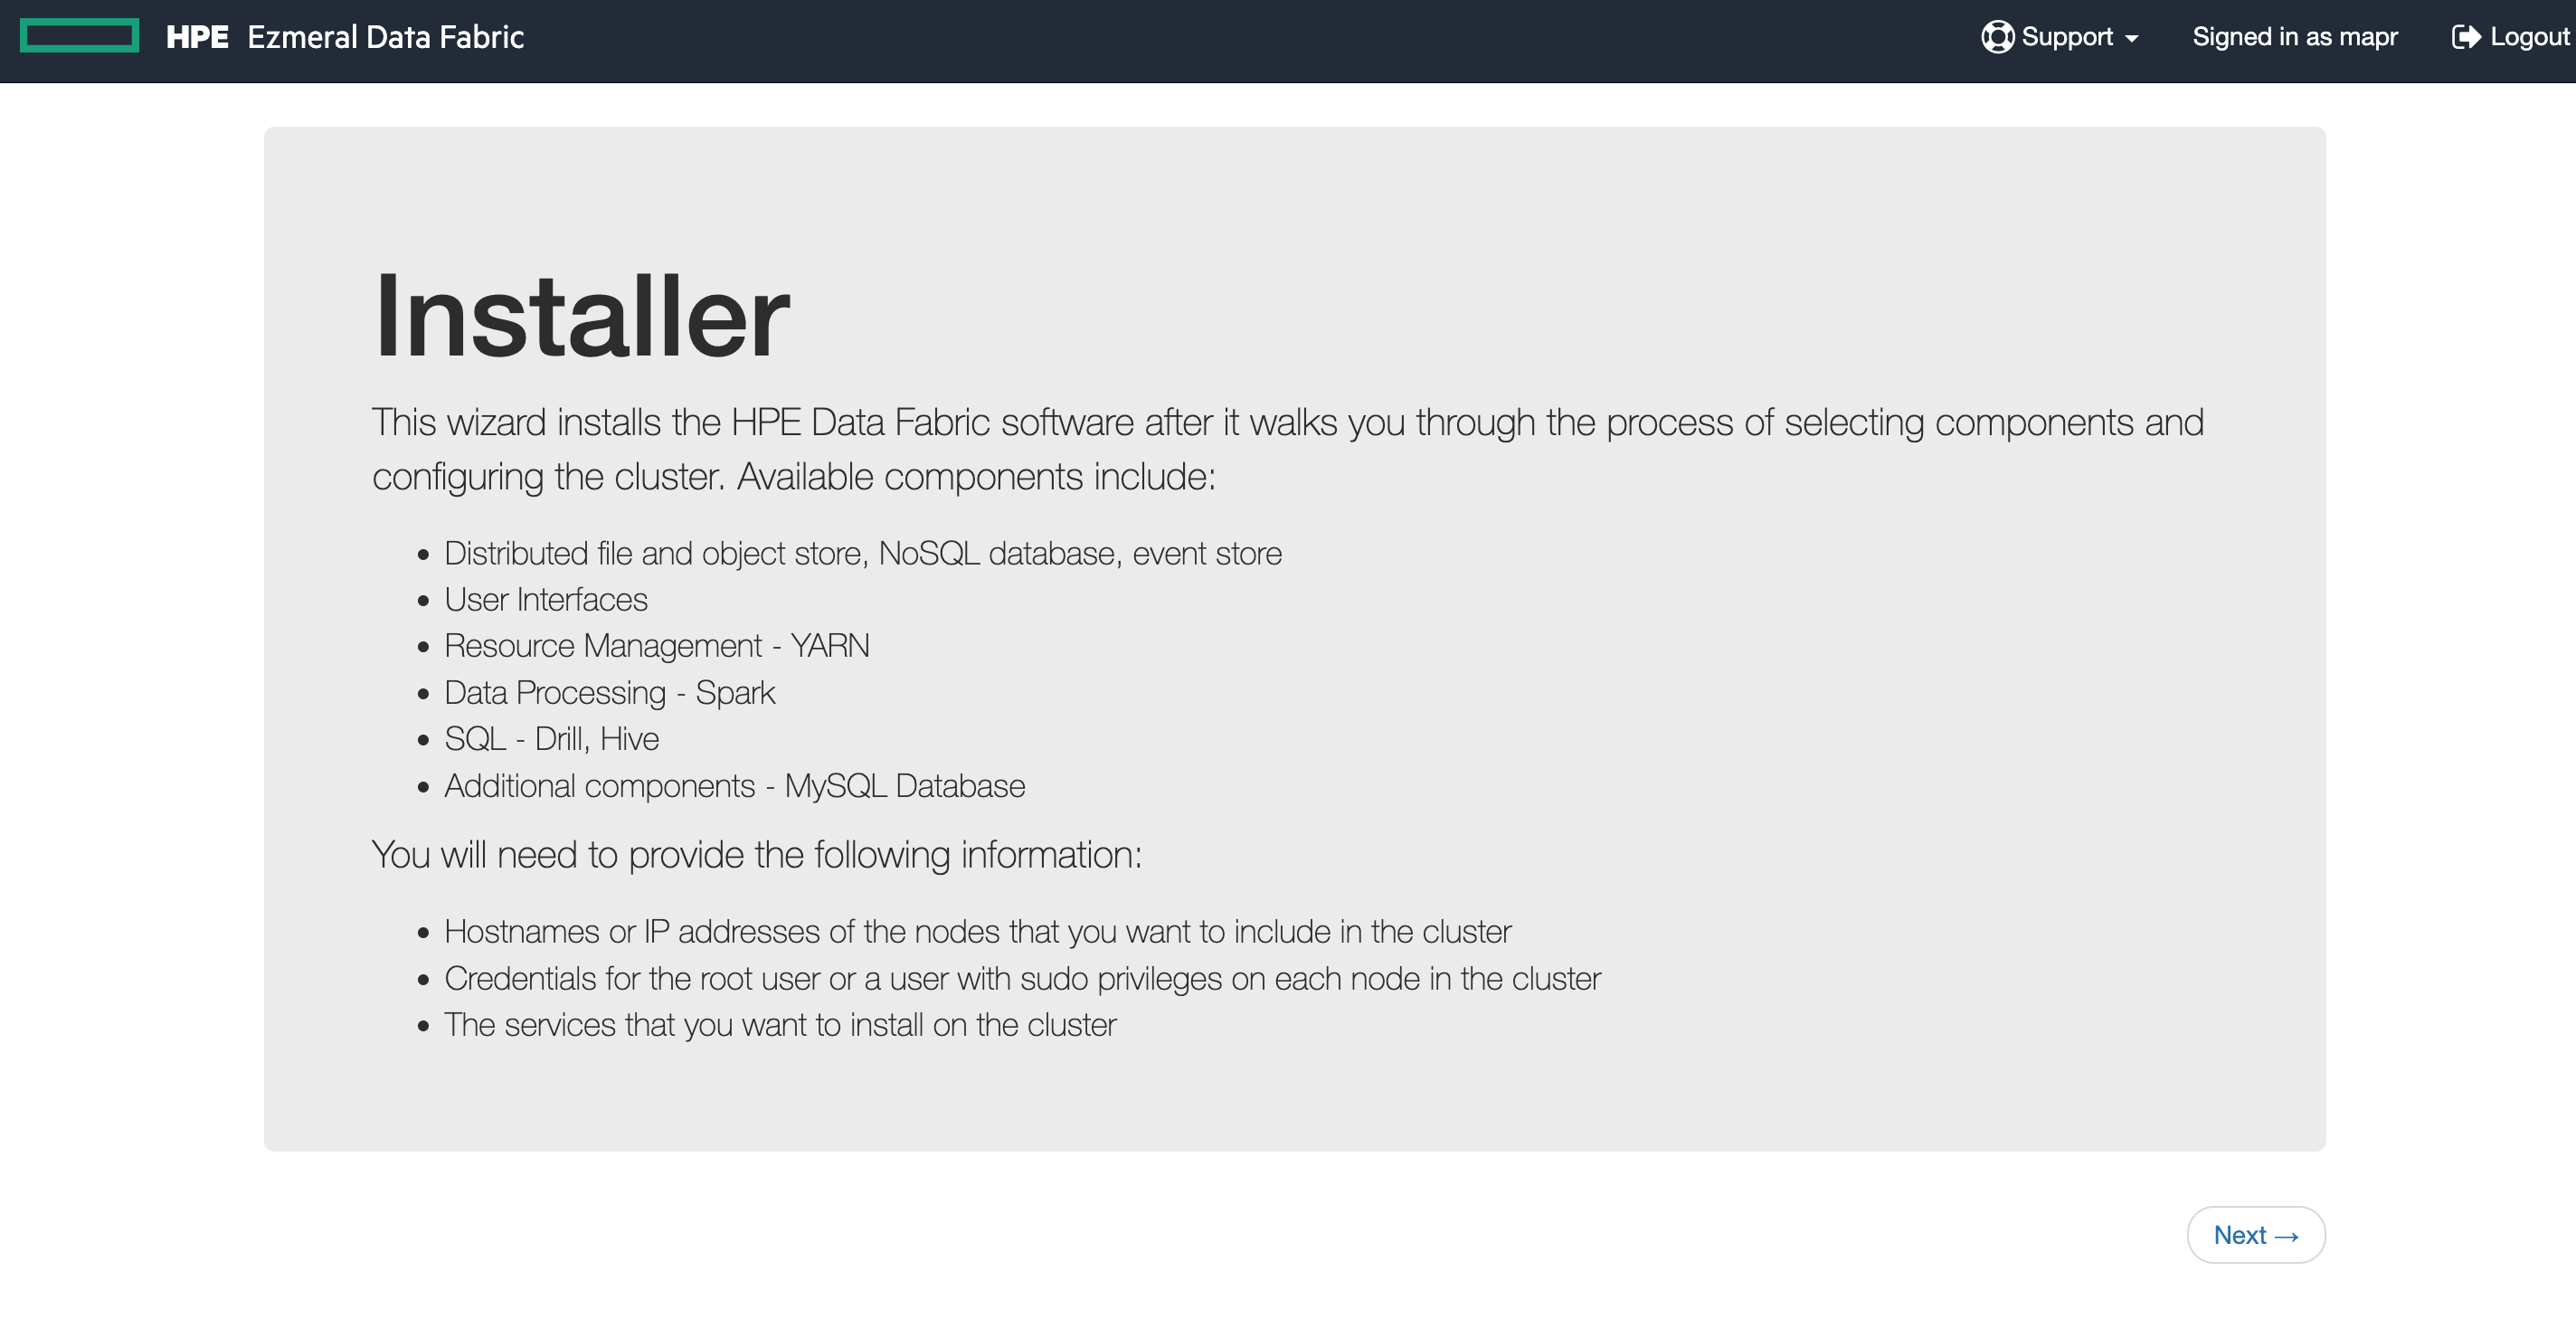 HPE Ezmeral Data Fabric
Support
Signed in as mapr
Logout
Installer
This wizard installs the HPE Data Fabric software after it walks you through the process of selecting components and
configuring the cluster. Available components include:
• Distributed file and object store, NoSQL database, event store
• User Interfaces
• Resource Management - YARN
• Data Processing - Spark
• SQL - Drill, Hive
• Additional components - MySQL Database
You will need to provide the following information:
• Hostnames or IP addresses of the nodes that you want to include in the cluster
• Credentials for the root user or a user with sudo privileges on each node in the cluster
• The services that you want to install on the cluster
Next →